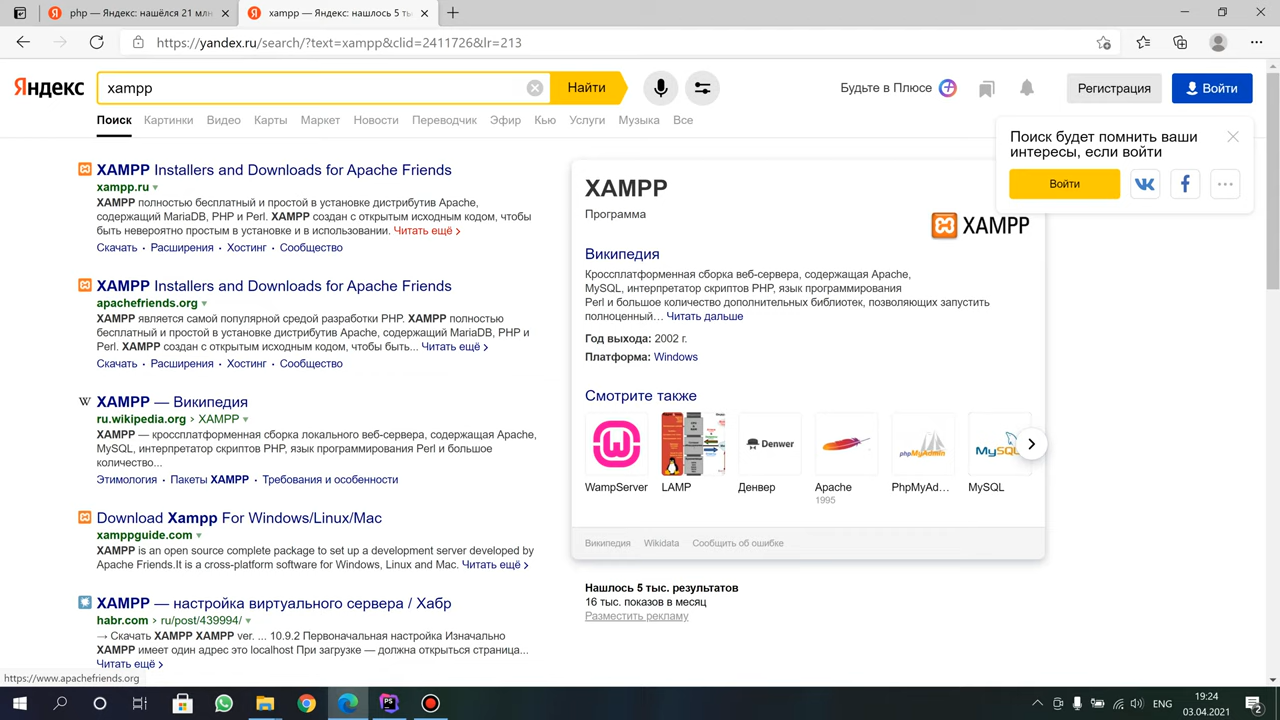 php — Яндекс: нашёлся 21 млн
xampp — Яндекс: нашлось 5 ты
https://yandex.ru/search/?text=xampp&clid=2411726&lr=213
Яндекс
xampp
Найти
Будьте в Плюсе
Регистрация
Войти
Поиск
Картинки
Видео
Карты
Маркет
Новости
Переводчик
Эфир
Кью
Услуги
Музыка
Все
Поиск будет помнить ваши
интересы, если войти
Войти
XAMPP Installers and Downloads for Apache Friends
xampp.ru
XAMPP полностью бесплатный и простой в установке дистрибутив Apache,
содержащий MariaDB, PHP и Perl. XAMPP создан с открытым исходным кодом, чтобы
быть невероятно простым в установке и в использовании. Читать ещё >
Скачать · Расширения · Хостинг · Сообщество
XAMPP Installers and Downloads for Apache Friends
apachefriends.org
XAMPP является самой популярной средой разработки PHP. XAMPP полностью
бесплатный и простой в установке дистрибутив Apache, содержащий MariaDB, PHP и
Perl. XAMPP создан с открытым исходным кодом, чтобы быть... Читать ещё >
Скачать · Расширения · Хостинг · Сообщество
W XAMPP — Википедия
ru.wikipedia.org › XAMPP
XAMPP — кроссплатформенная сборка локального веб-сервера, содержащая Apache,
MySQL, интерпретатор скриптов PHP, язык программирования Perl и большое
количество...
Этимология · Пакеты XAMPP · Требования и особенности
Download Xampp For Windows/Linux/Mac
xamppguide.com
XAMPP is an open source complete package to set up a development server developed by
Apache Friends.It is a cross-platform software for Windows, Linux and Mac. Читать ещё >
XAMPP — настройка виртуального сервера / Хабр
habr.com › ru/post/439994/
→ Скачать XAMPP XAMPP ver. ... 10.9.2 Первоначальная настройка Изначально
XAMPP имеет один адрес это localhost При загрузке — должна открыться страница...
Читать ещё >
https://www.apachefriends.org
XAMPP
Программа
XAMPP
Википедия
Кроссплатформенная сборка веб-сервера, содержащая Apache,
MySQL, интерпретатор скриптов PHP, язык программирования
Perl и большое количество дополнительных библиотек, позволяющих запустить
полноценный… Читать дальше
Год выхода: 2002 г.
Платформа: Windows
Смотрите также
Denwer
phpMyAdmin
MySQL
WampServer
LAMP
Денвер
Apache
PhpMyAd…
MySQL
1995
Википедия
Wikidata
Сообщить об ошибке
Нашлось 5 тыс. результатов
16 тыс. показов в месяц
Разместить рекламу
PS
РУС
19:24
03.04.2021
2